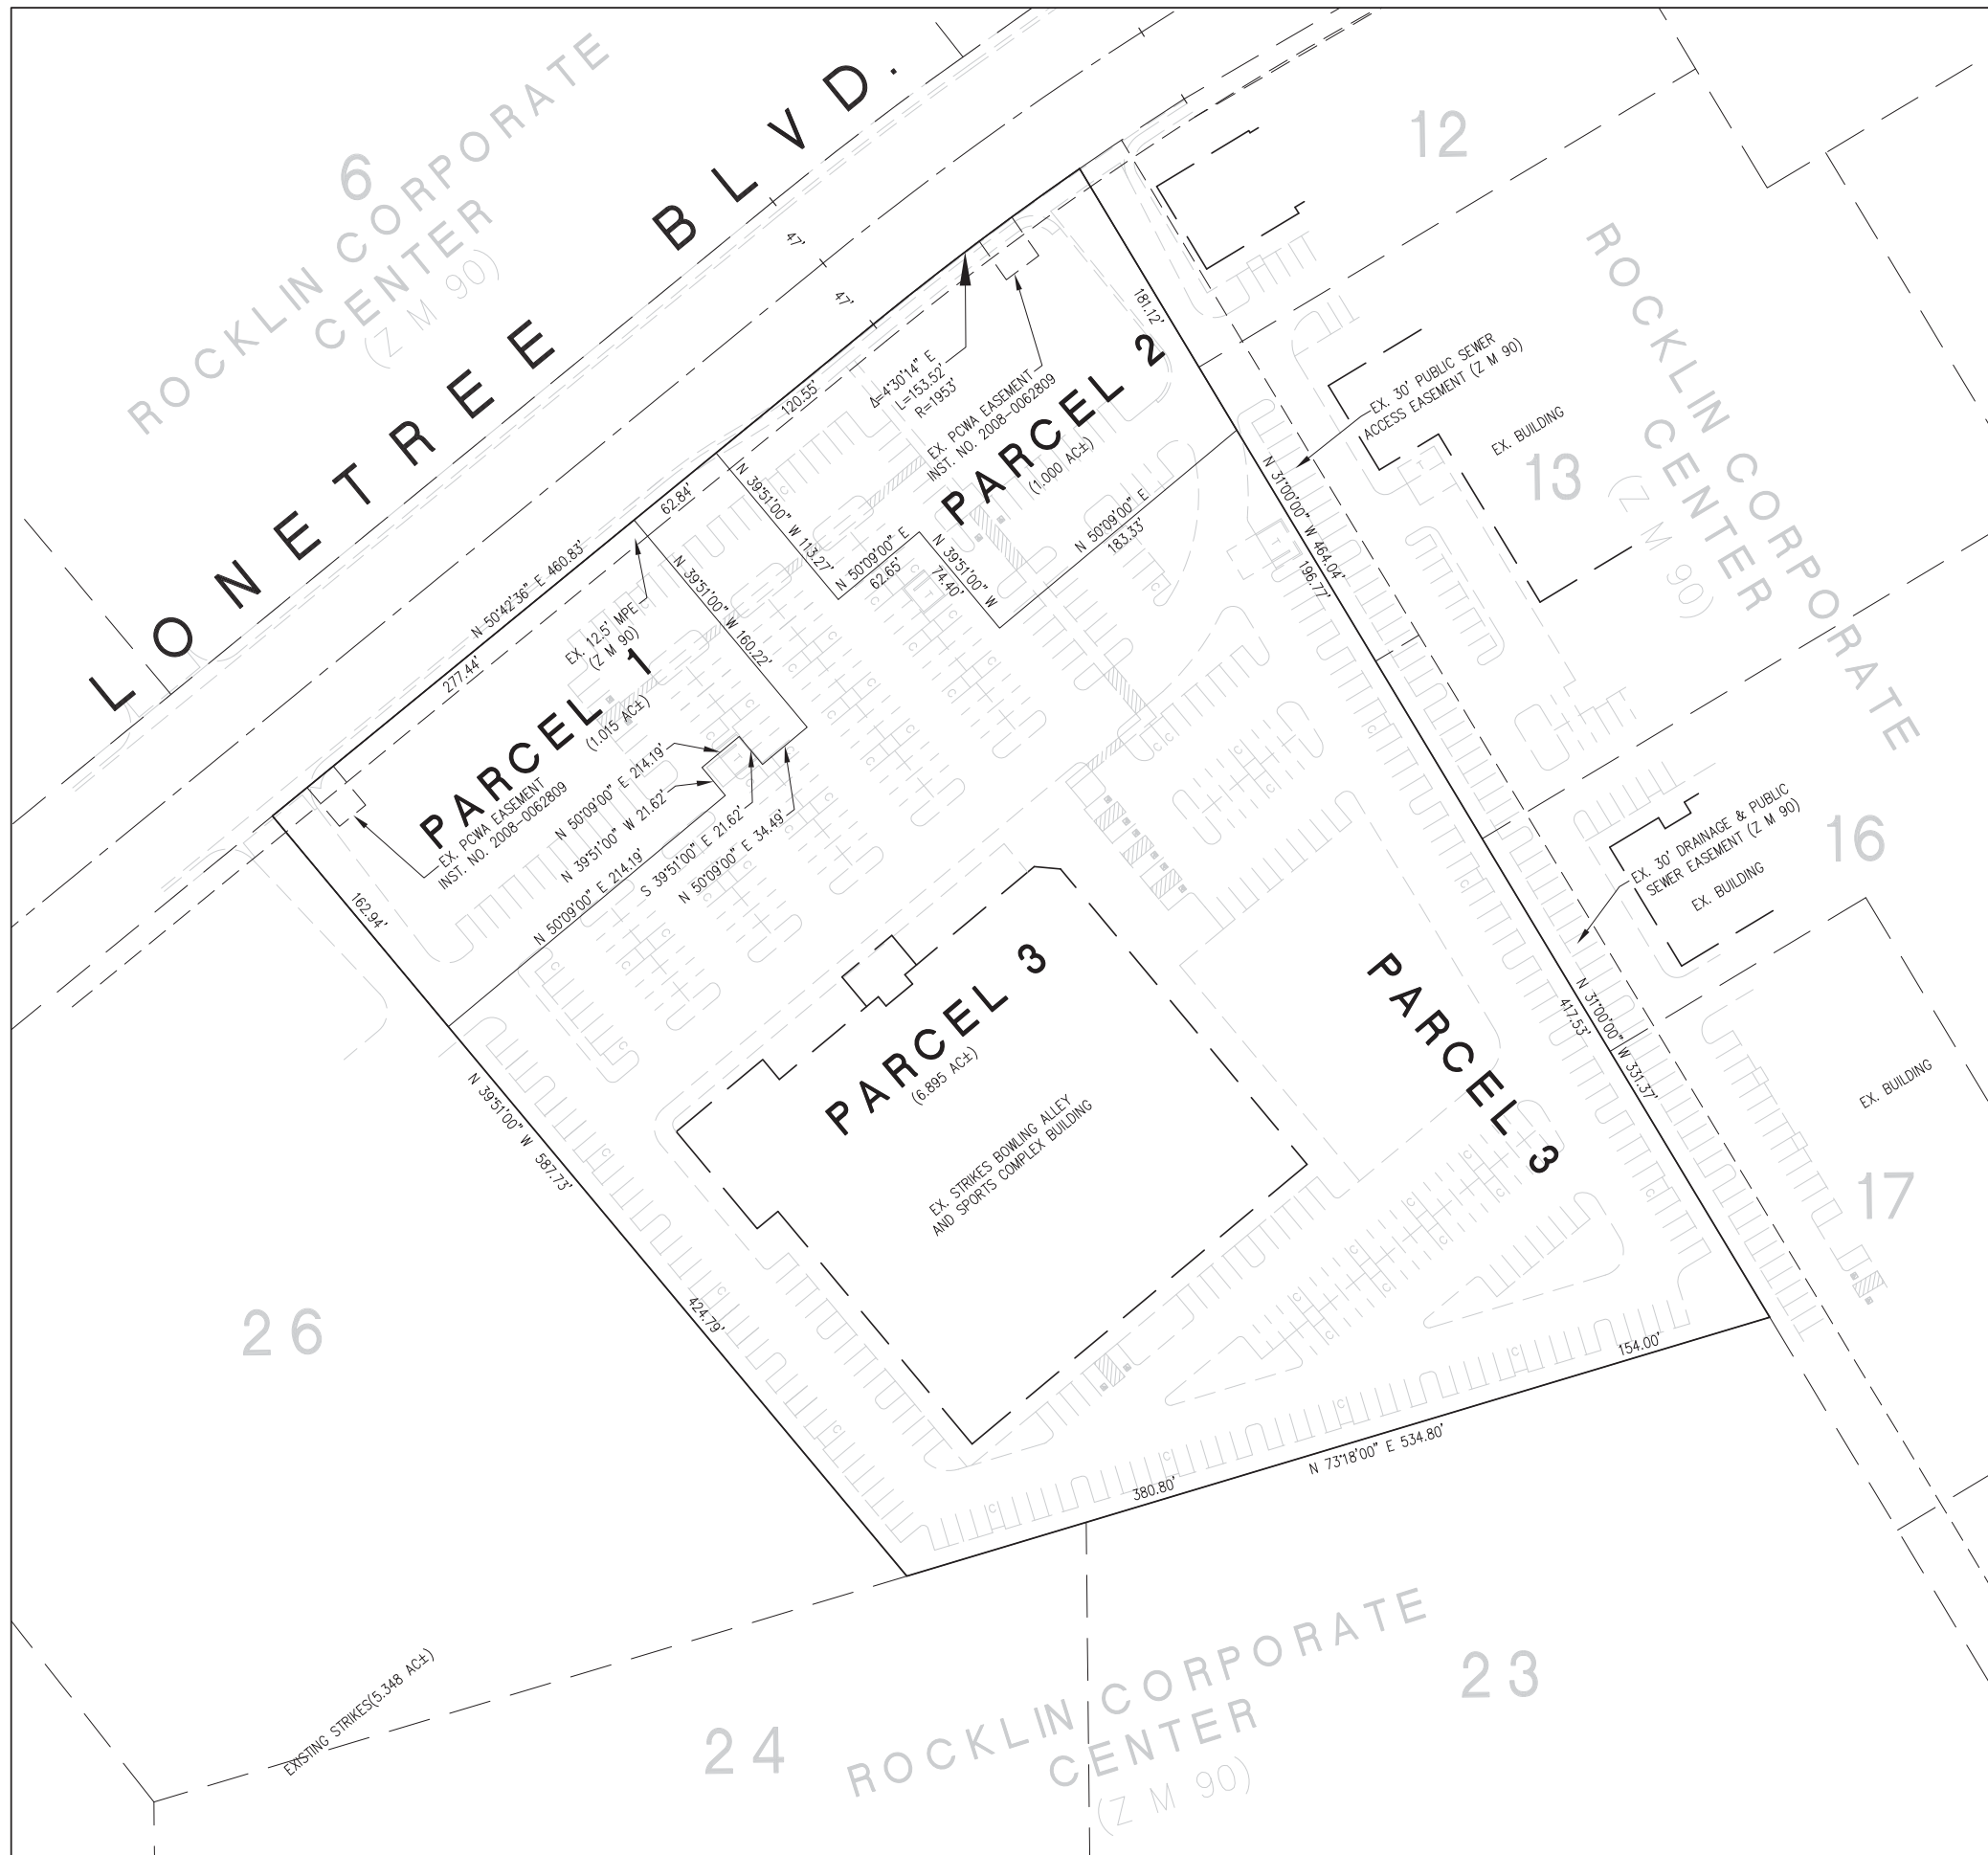 LONETREE BLVD.
6
ROCKLIN CORPORATE
CENTER
(Z M 90)
12
ROCKLIN CORPORATE
CENTER
(Z M 90)
47'
47'
181.12'
Δ=4°30'14" E
L=153.52'
R=1953'
EX. PCWA EASEMENT
INST. NO. 2008-0062809
PARCEL 2
(1.000 AC±)
EX. 30' PUBLIC SEWER
ACCESS EASEMENT (Z M 90)
EX. BUILDING
13
120.55'
62.84'
N 39°51'00" W 113.27'
N 50°09'00" E
62.65'
N 39°51'00" W
74.40'
N 50°09'00" E
183.33'
N 31°00'00" W 464.04'
196.77'
N 50°42'36" E 460.83'
277.44'
EX. 12.5' MPE
(Z M 90)
N 39°51'00" W 160.22'
PARCEL 1
(1.015 AC±)
EX. PCWA EASEMENT
INST. NO. 2008-0062809
N 50°09'00" E 214.19'
N 39°51'00" W 21.62'
N 50°09'00" E 214.19'
S 39°51'00" E 21.62'
N 50°09'00" E 34.49'
162.94'
EX. 30' DRAINAGE & PUBLIC
SEWER EASEMENT (Z M 90)
EX. BUILDING
16
PARCEL 3
(6.895 AC±)
EX. STRIKES BOWLING ALLEY
AND SPORTS COMPLEX BUILDING
PARCEL 3
N 31°00'00" W 331.37'
417.53'
EX. BUILDING
17
N 39°51'00" W 587.73'
424.79'
26
154.00'
N 73°18'00" E 534.80'
380.80'
EXISTING STRIKES(5.348 AC±)
24
ROCKLIN CORPORATE
CENTER
(Z M 90)
23